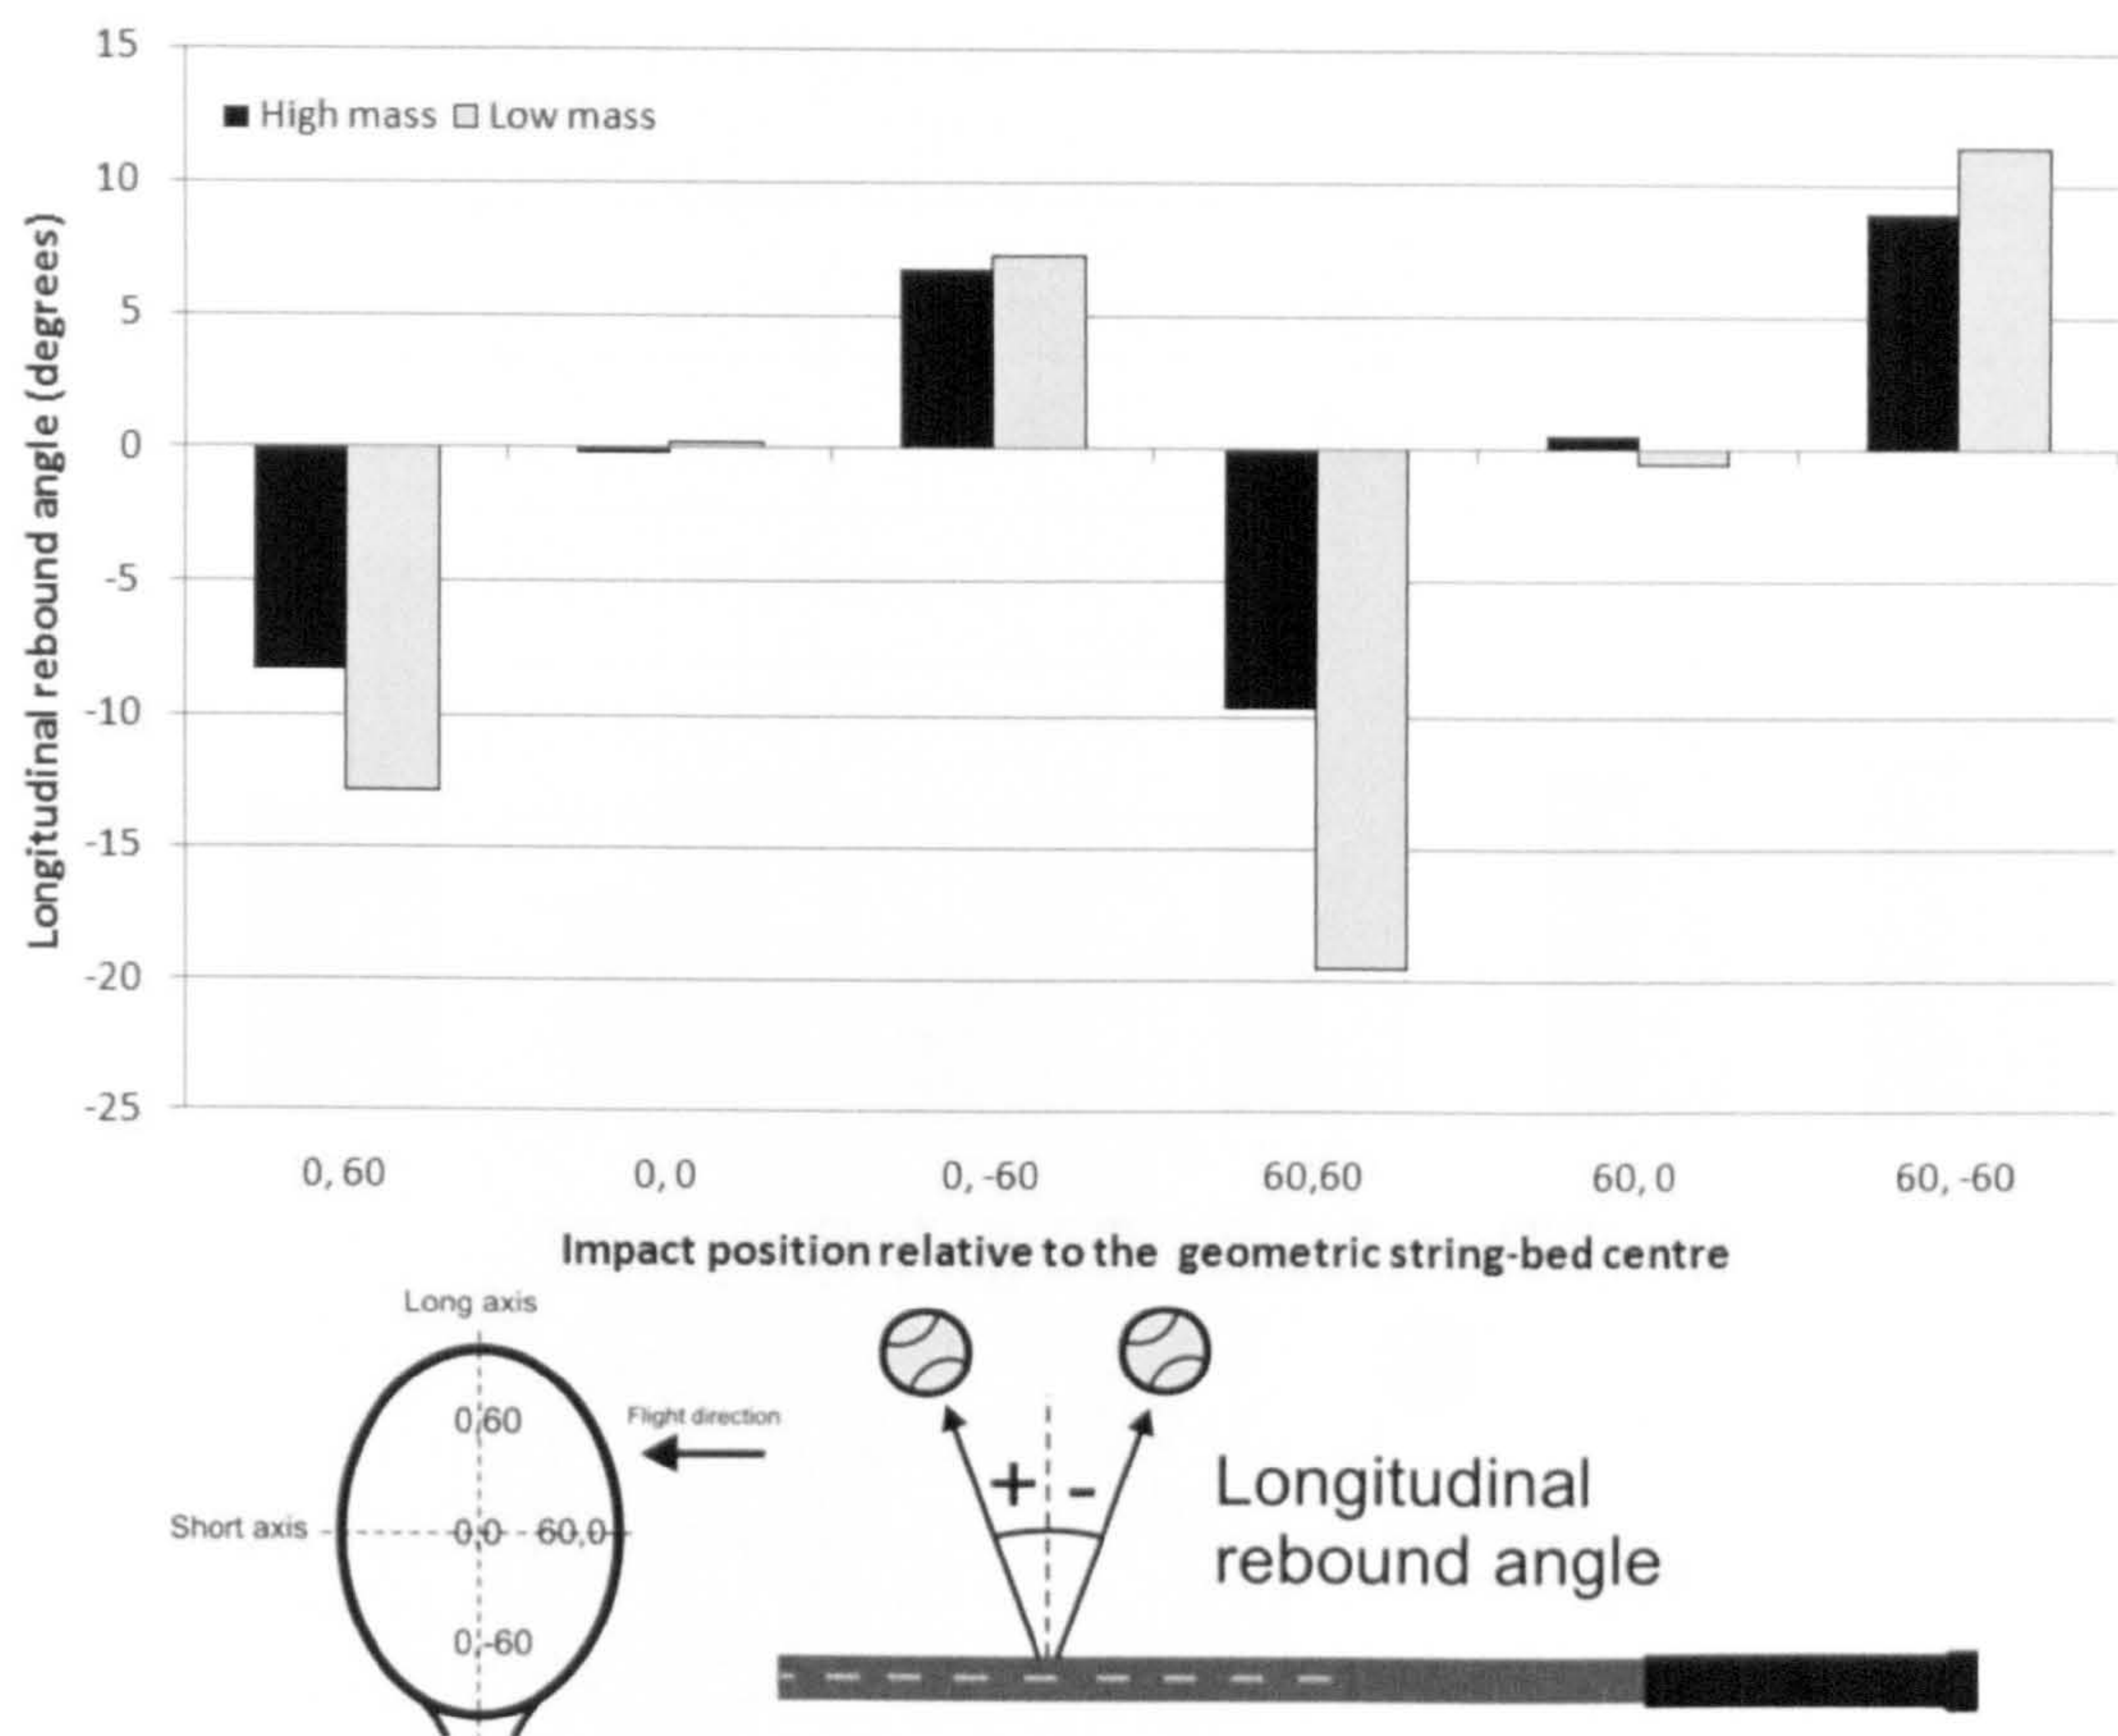 15
High mass Low mass
10
5
0
-5
-10
-15
-20
-25
Longitudinal rebound angle (degrees)
0,60 0,0 0,-60 60,60 60,0 60,-60
Impact position relative to the geometric string-bed centre
Long axis
0,60
Flight direction
Short axis
0,0 60,0
0,-60
+ -
Longitudinal
rebound angle